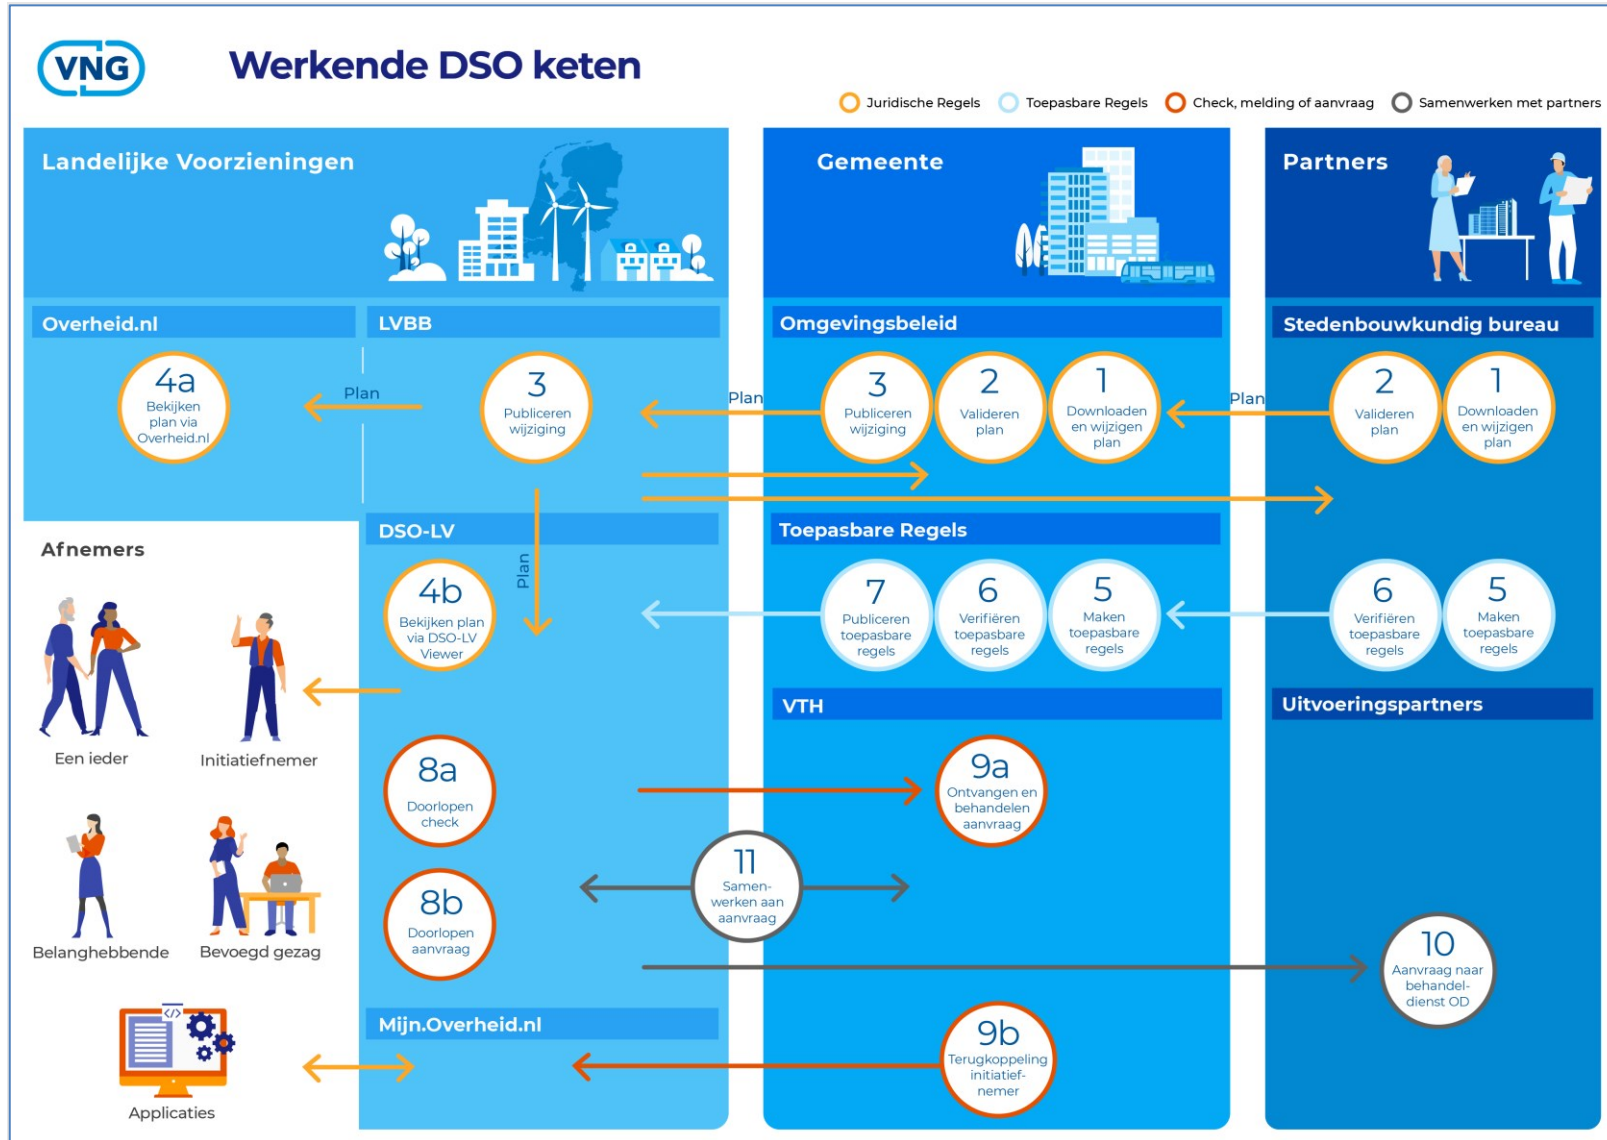 VNG
Werkende DSO keten
Juridische Regels
Toepasbare Regels
Check, melding of aanvraag
Samenwerken met partners
Landelijke Voorzieningen
Gemeente
Partners
Overheid.nl
LVBB
Omgevingsbeleid
Stedenbouwkundig bureau
4a
Bekijken
plan via
Overheid.nl
Plan
3
Publiceren
wijziging
Plan
3
Publiceren
wijziging
2
Valideren
plan
1
Downloaden
en wijzigen
plan
Plan
2
Valideren
plan
1
Downloaden
en wijzigen
plan
Plan
Afnemers
DSO-LV
Toepasbare Regels
4b
Bekijken plan
via DSO-LV
Viewer
7
Publiceren
toepasbare
regels
6
Verifiëren
toepasbare
regels
5
Maken
toepasbare
regels
6
Verifiëren
toepasbare
regels
5
Maken
toepasbare
regels
Een ieder
Initiatiefnemer
VTH
Uitvoeringspartners
8a
Doorlopen
check
9a
Ontvangen en
behandelen
aanvraag
11
Samen-
werken aan
aanvraag
8b
Doorlopen
aanvraag
Belanghebbende
Bevoegd gezag
10
Aanvraag naar
behandel-
dienst OD
</>
Mijn.Overheid.nl
9b
Terugkoppeling
initiatief-
nemer
Applicaties